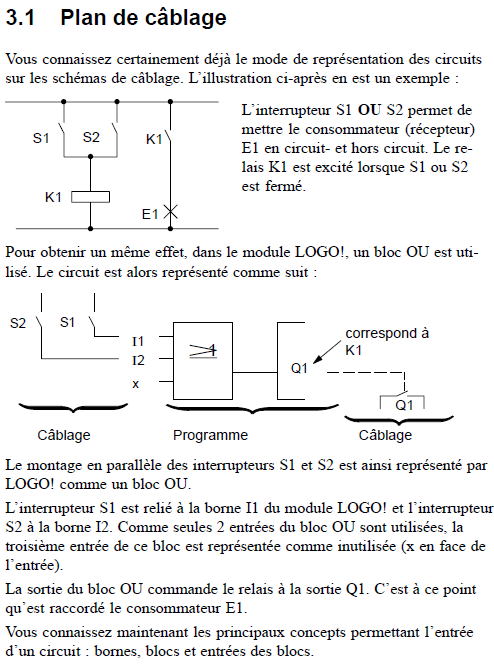 3.1 Plan de câblage
Vous connaissez certainement déjà le mode de représentation des circuits
sur les schémas de câblage. L'illustration ci-après en est un exemple :
S1 S2 K1
K1
E1
L'interrupteur S1 OU S2 permet de
mettre le consommateur (récepteur)
E1 en circuit- et hors circuit. Le re-
lais K1 est excité lorsque S1 ou S2
est fermé.
Pour obtenir un même effet, dans le module LOGO!, un bloc OU est uti-
lisé. Le circuit est alors représenté comme suit :
S2 S1
I1
I2
x
≥1
Q1
correspond à
K1
Q1
Câblage Programme Câblage
Le montage en parallèle des interrupteurs S1 et S2 est ainsi représenté par
LOGO! comme un bloc OU.
L'interrupteur S1 est relié à la borne I1 du module LOGO! et l'interrupteur
S2 à la borne I2. Comme seules 2 entrées du bloc OU sont utilisées, la
troisième entrée de ce bloc est représentée comme inutilisée (x en face de
l'entrée).
La sortie du bloc OU commande le relais à la sortie Q1. C'est à ce point
qu'est raccordé le consommateur E1.
Vous connaissez maintenant les principaux concepts permettant l'entrée
d'un circuit : bornes, blocs et entrées des blocs.